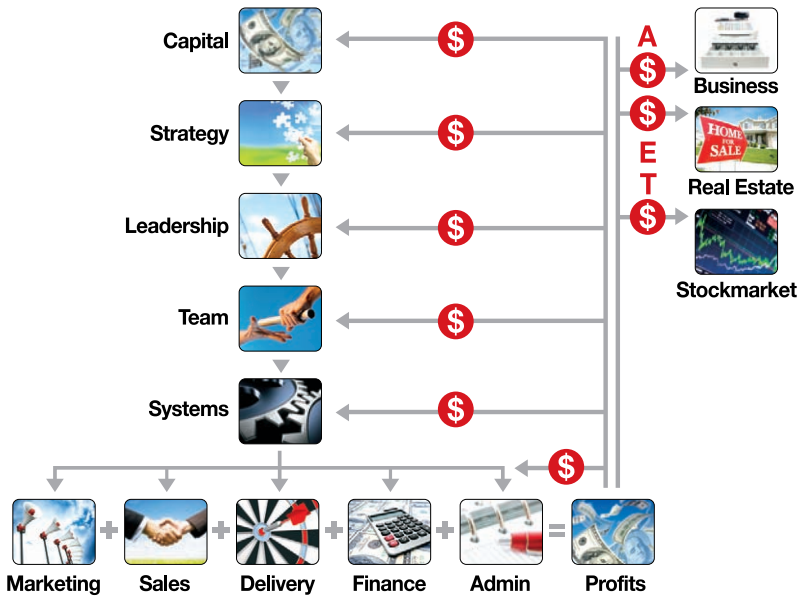 Capital
$
A
$
Business
Strategy
$
$
HOME
FOR
SALE
E
T
Real Estate
Leadership
$
$
Stockmarket
Team
$
Systems
$
$
+
+
+
+
=
Marketing
Sales
Delivery
Finance
Admin
Profits